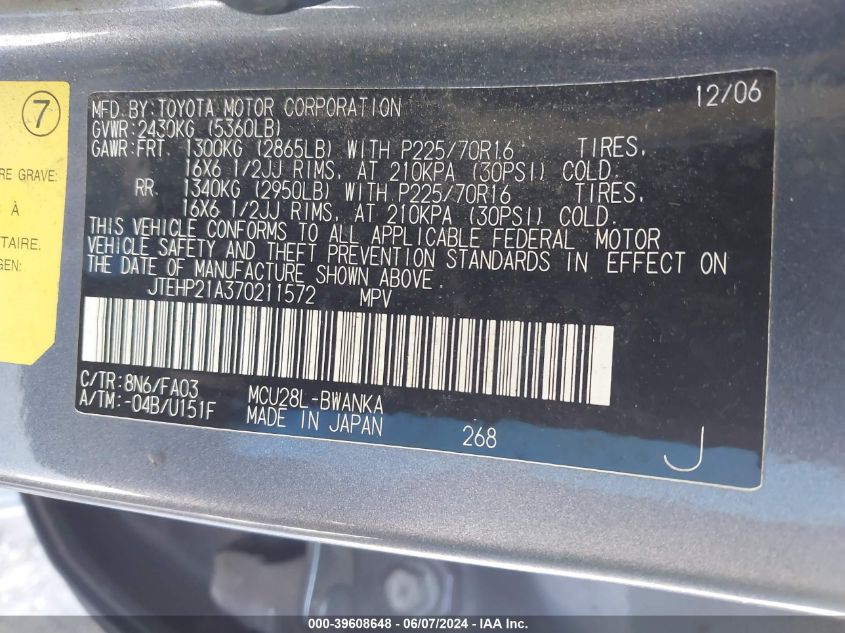 7
RE GRAVE:
À
TAIRE.
GEN:
12/06
MFD. BY: TOYOTA MOTOR CORPORATION
GVWR: 2430KG (5360LB)
GAWR: FRT. 1300KG (2865LB) WITH P225/70R16 TIRES,
16X6 1/2JJ RIMS, AT 210KPA (30PSI) COLD.
RR. 1340KG (2950LB) WITH P225/70R16 TIRES,
16X6 1/2JJ RIMS, AT 210KPA (30PSI) COLD.
THIS VEHICLE CONFORMS TO ALL APPLICABLE FEDERAL MOTOR
VEHICLE SAFETY AND THEFT PREVENTION STANDARDS IN EFFECT ON
THE DATE OF MANUFACTURE SHOWN ABOVE.
JTEHP21A370211572 MPV
C/TR: 8N6/FA03 MCU28L-BWANKA
A/TM: -04B/U151F MADE IN JAPAN 268 J
000-39608648 - 06/07/2024 - IAA Inc.